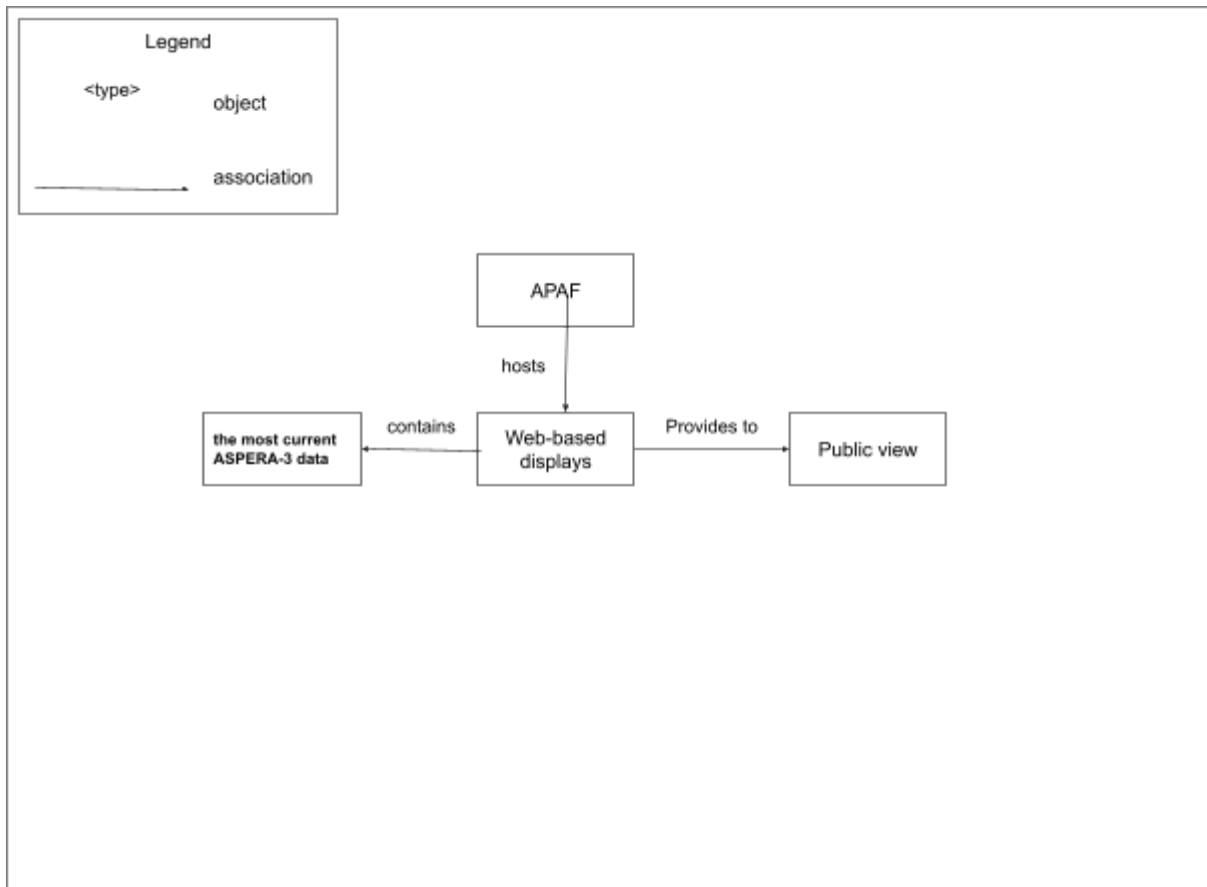 Legend
<type>
object
association
APAF
hosts
contains
Provides to
the most current
ASPERA-3 data
Web-based
displays
Public view